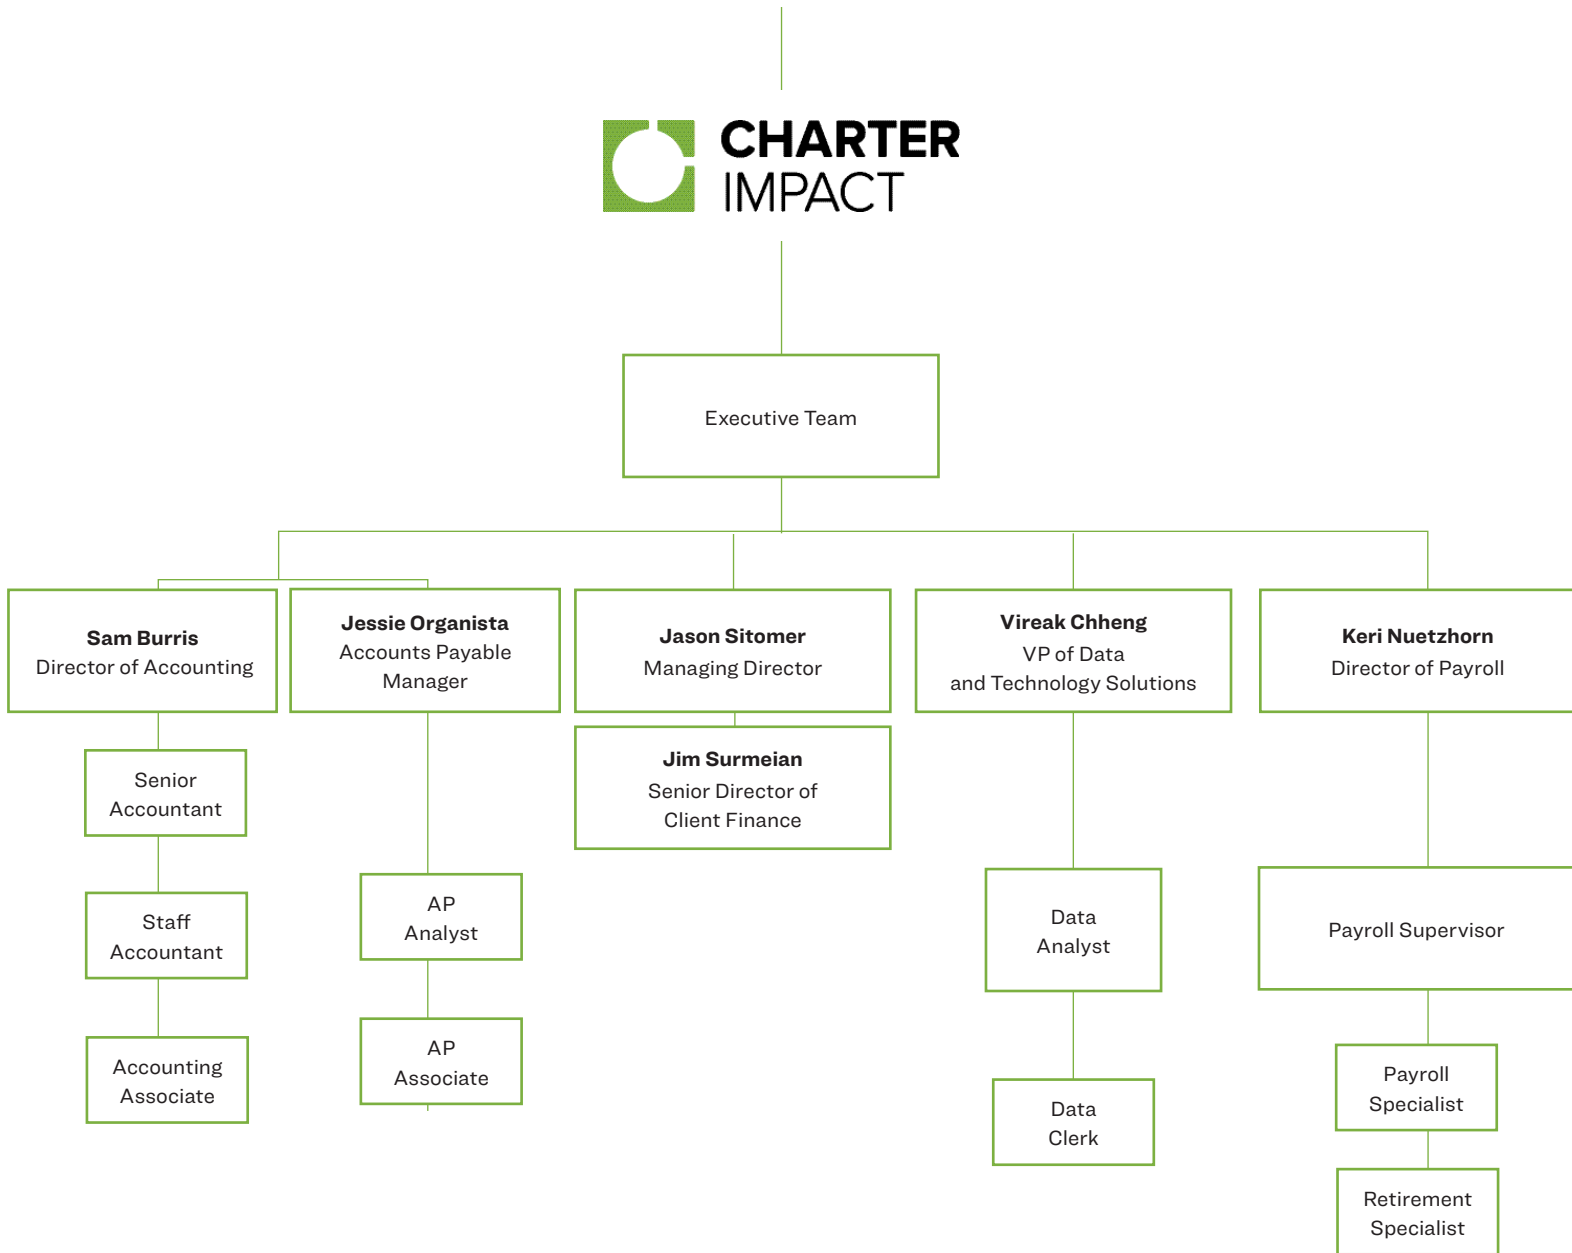 CHARTER
IMPACT
Executive Team
Sam Burris
Director of Accounting
Jessie Organista
Accounts Payable
Manager
Jason Sitomer
Managing Director
Vireak Chheng
VP of Data
and Technology Solutions
Keri Nuetzhorn
Director of Payroll
Jim Surmeian
Senior Director of
Client Finance
Senior
Accountant
Staff
Accountant
Accounting
Associate
AP
Analyst
AP
Associate
Data
Analyst
Data
Clerk
Payroll Supervisor
Payroll
Specialist
Retirement
Specialist